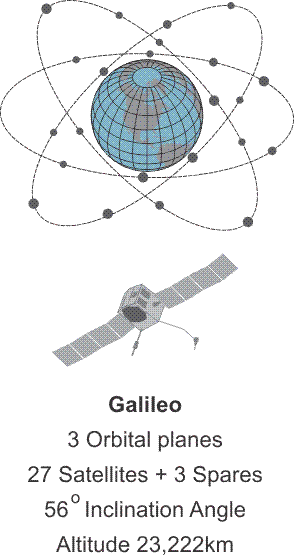 Galileo
3 Orbital planes
27 Satellites + 3 Spares
56° Inclination Angle
Altitude 23,222km